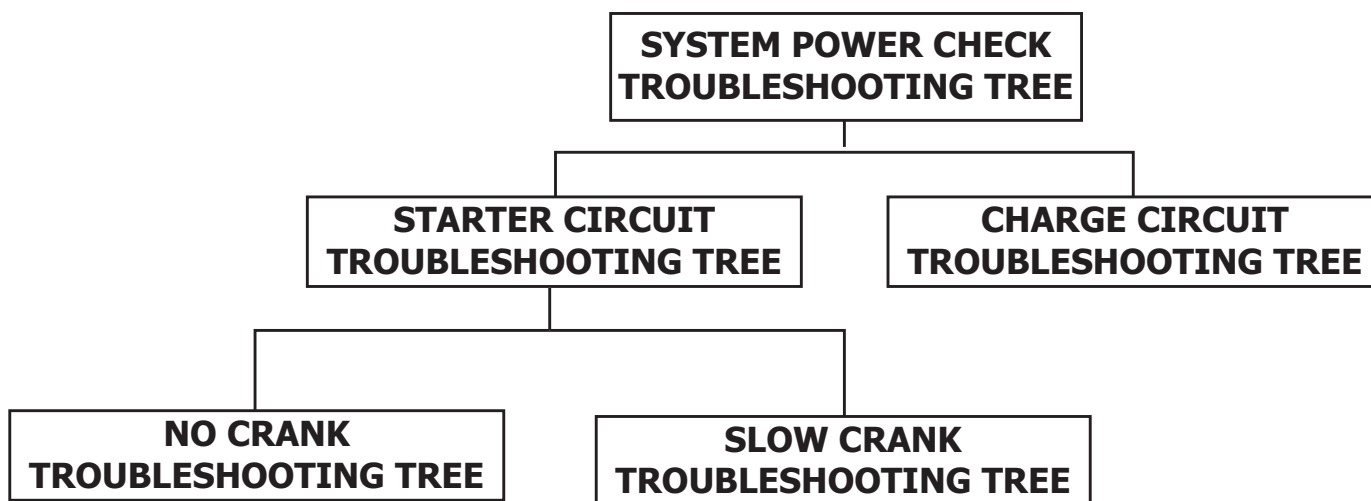 SYSTEM POWER CHECK
TROUBLESHOOTING TREE
STARTER CIRCUIT
TROUBLESHOOTING TREE
CHARGE CIRCUIT
TROUBLESHOOTING TREE
NO CRANK
TROUBLESHOOTING TREE
SLOW CRANK
TROUBLESHOOTING TREE